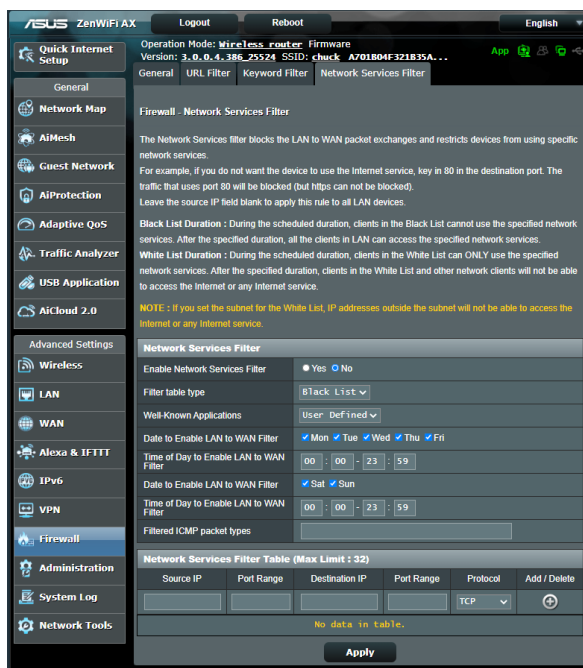 ASUS ZenWiFi AX Logout Reboot English
Quick Internet Setup
Operation Mode: Wireless router Firmware
Version: 3.0.0.4.386_25524 SSID: chuck A701B04F321B35A... App
General URL Filter Keyword Filter Network Services Filter
General
Network Map
AiMesh
Guest Network
AiProtection
Adaptive QoS
Traffic Analyzer
USB Application
AiCloud 2.0
Advanced Settings
Wireless
LAN
WAN
Alexa & IFTTT
IPv6
VPN
Firewall
Administration
System Log
Network Tools
Firewall - Network Services Filter
The Network Services filter blocks the LAN to WAN packet exchanges and restricts devices from using specific
network services.
For example, if you do not want the device to use the Internet service, key in 80 in the destination port. The
traffic that uses port 80 will be blocked (but https can not be blocked).
Leave the source IP field blank to apply this rule to all LAN devices.
Black List Duration : During the scheduled duration, clients in the Black List cannot use the specified network
services. After the specified duration, all the clients in LAN can access the specified network services.
White List Duration : During the scheduled duration, clients in the White List can ONLY use the specified
network services. After the specified duration, clients in the White List and other network clients will not be able
to access the Internet or any Internet service.
NOTE : If you set the subnet for the White List, IP addresses outside the subnet will not be able to access the
Internet or any Internet service.
Network Services Filter
Enable Network Services Filter Yes No
Filter table type Black List
Well-Known Applications User Defined
Date to Enable LAN to WAN Filter Mon Tue Wed Thu Fri
Time of Day to Enable LAN to WAN
Filter 00 : 00 - 23 : 59
Date to Enable LAN to WAN Filter Sat Sun
Time of Day to Enable LAN to WAN
Filter 00 : 00 - 23 : 59
Filtered ICMP packet types
Network Services Filter Table (Max Limit : 32)
Source IP Port Range Destination IP Port Range Protocol Add / Delete
TCP
No data in table.
Apply